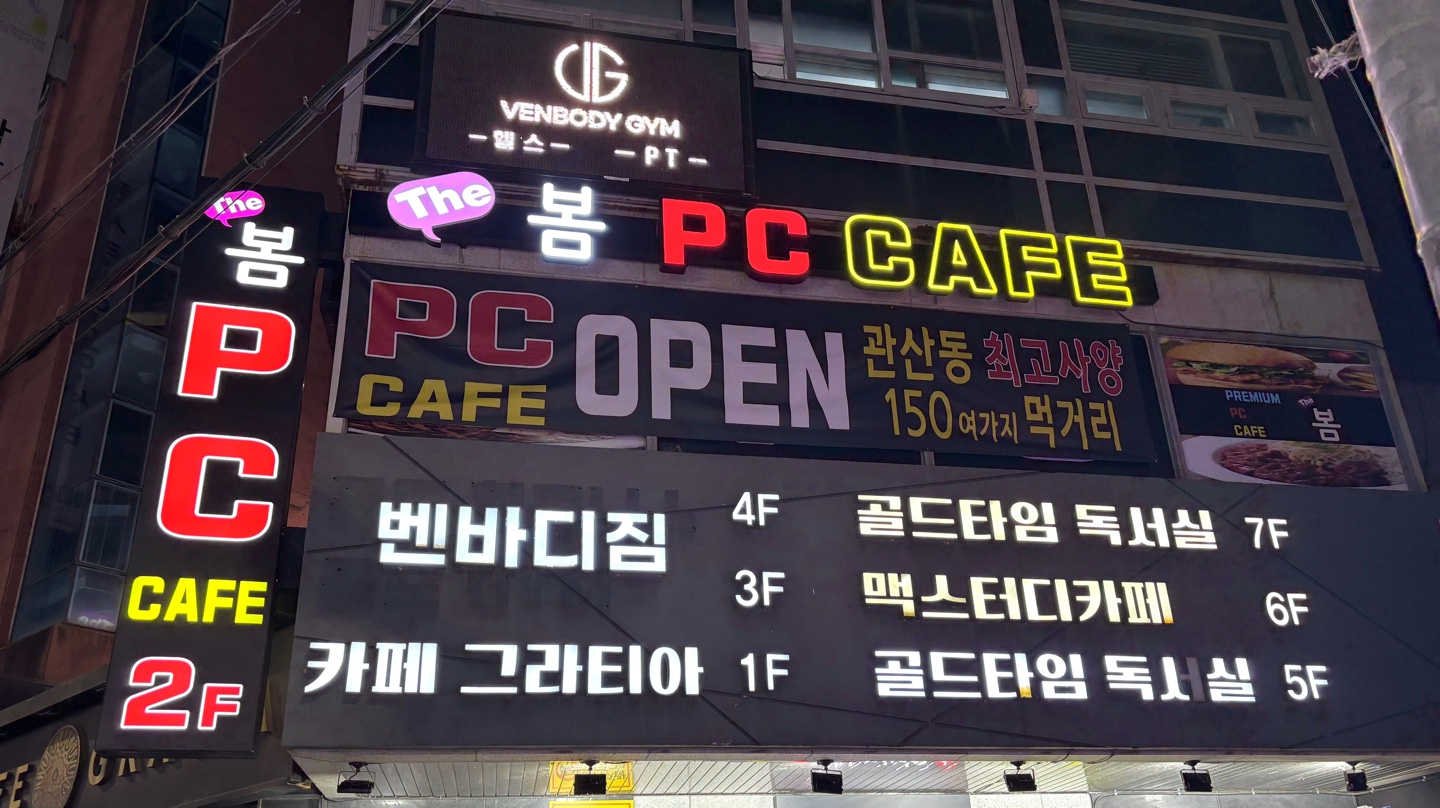 VENBODY GYM
-헬스- -PT-
The 봄 PC CAFE
The
봄
P
C
CAFE
2F
PC
CAFE
OPEN
관산동 최고사양
150여가지 먹거리
PREMIUM
PC
CAFE
The 봄
벤바디짐 4F
3F
카페 그라티아 1F
골드타임 독서실 7F
맥스터디카페 6F
골드타임 독서실 5F